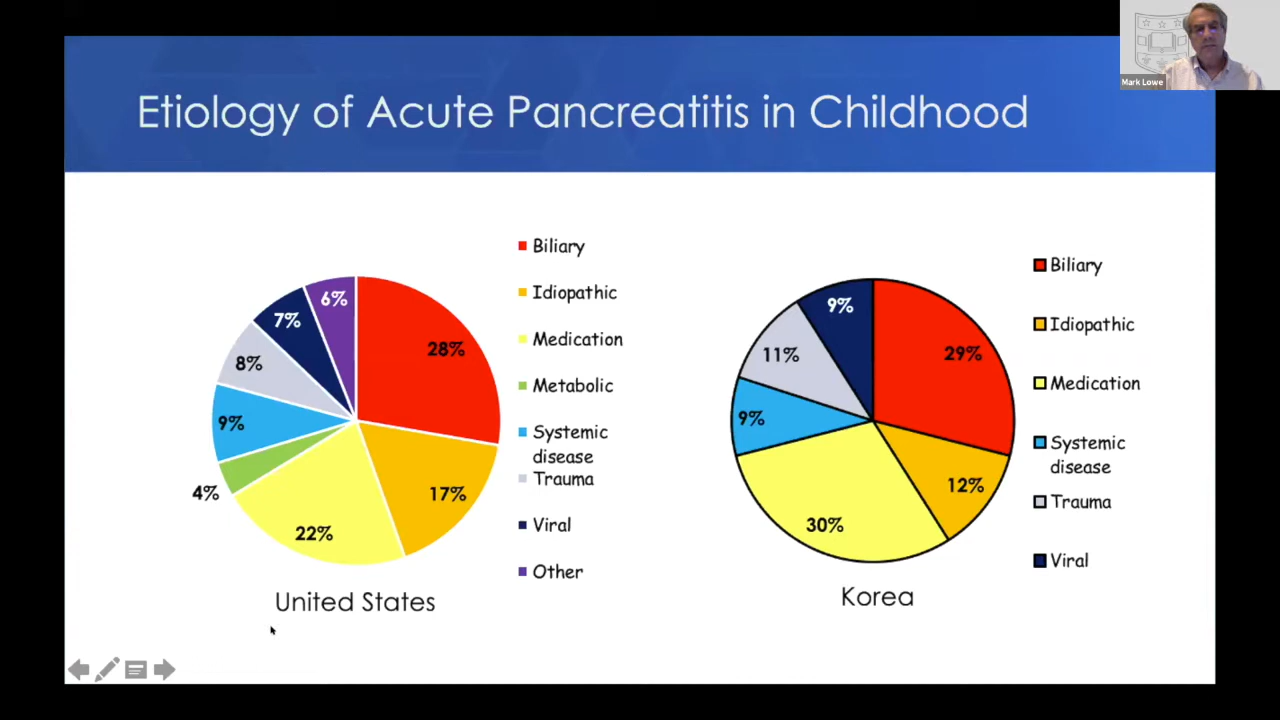 Mark Lowe
Etiology of Acute Pancreatitis in Childhood
6%
7%
8%
9%
4%
22%
17%
28%
Biliary
Idiopathic
Medication
Metabolic
Systemic
disease
Trauma
Viral
Other
United States
9%
11%
9%
30%
12%
29%
Biliary
Idiopathic
Medication
Systemic
disease
Trauma
Viral
Korea